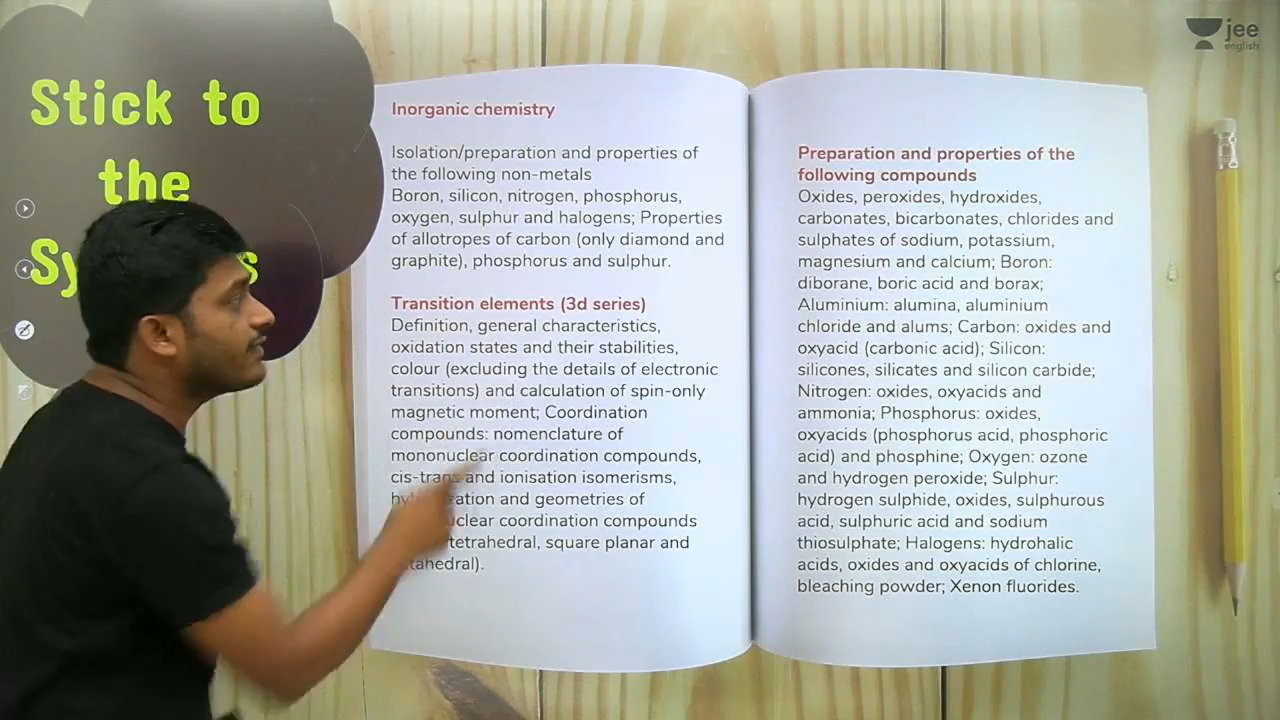 Stick to
the
jee
english
Inorganic chemistry
Isolation/preparation and properties of
the following non-metals
Boron, silicon, nitrogen, phosphorus,
oxygen, sulphur and halogens; Properties
of allotropes of carbon (only diamond and
graphite), phosphorus and sulphur.
Transition elements (3d series)
Definition, general characteristics,
oxidation states and their stabilities,
colour (excluding the details of electronic
transitions) and calculation of spin-only
magnetic moment; Coordination
compounds: nomenclature of
mononuclear coordination compounds,
cis-trans and ionisation isomerisms,
and geometries of
coordination compounds
tetrahedral, square planar and
Preparation and properties of the
following compounds
Oxides, peroxides, hydroxides,
carbonates, bicarbonates, chlorides and
sulphates of sodium, potassium,
magnesium and calcium; Boron:
diborane, boric acid and borax;
Aluminium: alumina, aluminium
chloride and alums; Carbon: oxides and
oxyacid (carbonic acid); Silicon:
silicones, silicates and silicon carbide;
Nitrogen: oxides, oxyacids and
ammonia; Phosphorus: oxides,
oxyacids (phosphorus acid, phosphoric
acid) and phosphine; Oxygen: ozone
and hydrogen peroxide; Sulphur:
hydrogen sulphide, oxides, sulphurous
acid, sulphuric acid and sodium
thiosulphate; Halogens: hydrohalic
acids, oxides and oxyacids of chlorine,
bleaching powder; Xenon fluorides.